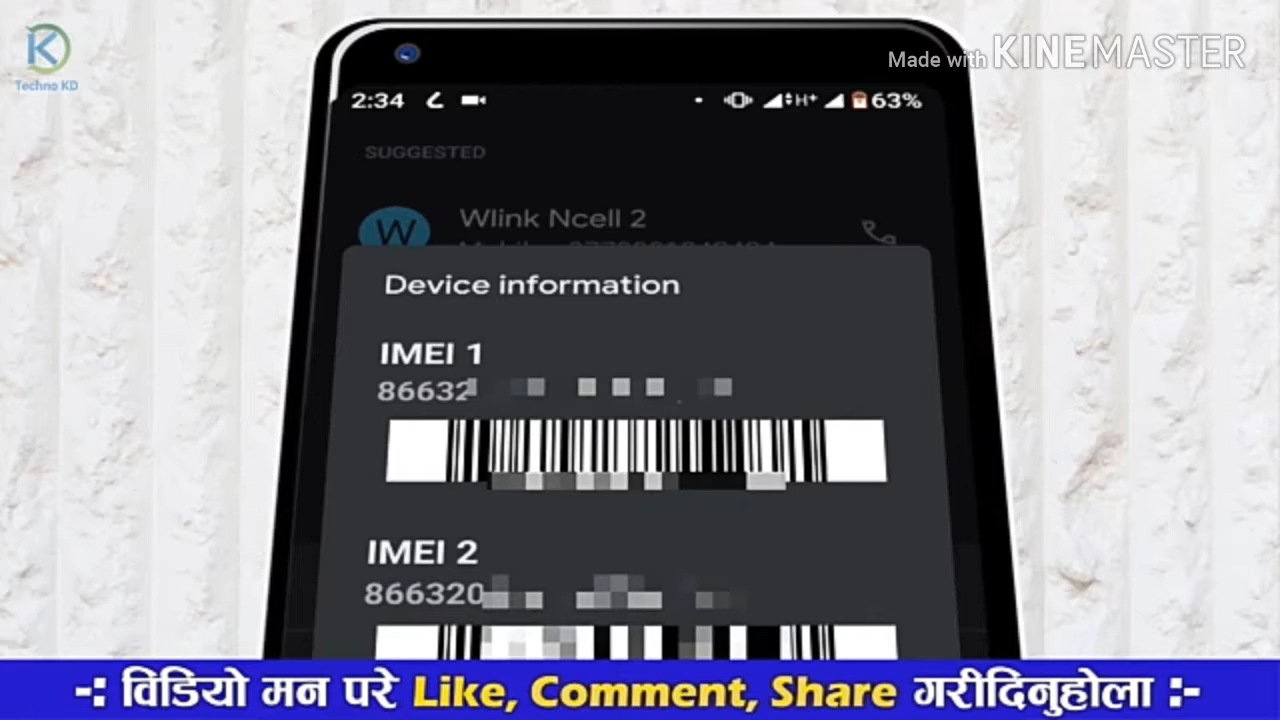 Techno KD
Made with KINEMASTER
2:34 H+ 63%
SUGGESTED
W Wlink Ncell 2
Device information
IMEI 1
8663
IMEI 2
866320
-: विडियो मन परे Like, Comment, Share गरीदिनुहोला :-